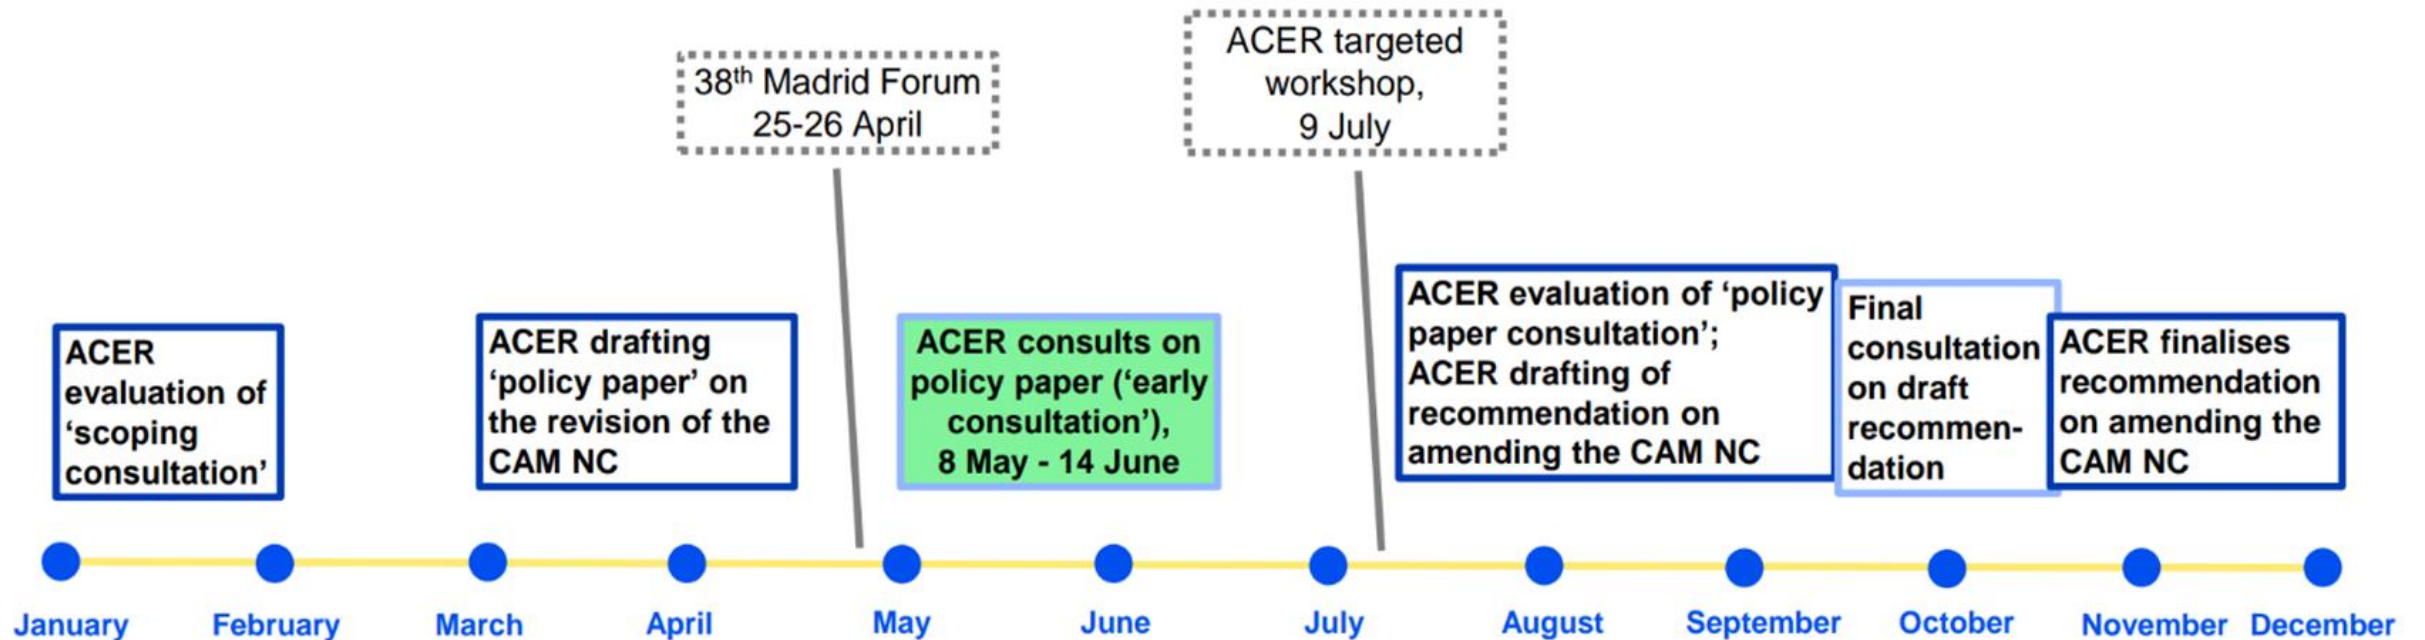 38th Madrid Forum
25-26 April
ACER targeted
workshop,
9 July
ACER
evaluation of
‘scoping
consultation’
ACER drafting
‘policy paper’ on
the revision of the
CAM NC
ACER consults on
policy paper (‘early
consultation’),
8 May - 14 June
ACER evaluation of ‘policy
paper consultation’;
ACER drafting of
recommendation on
amending the CAM NC
Final
consultation
on draft
recommen-
dation
ACER finalises
recommendation
on amending the
CAM NC
January February March April May June July August September October November December